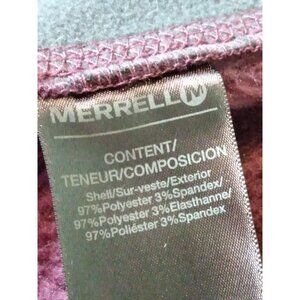 MERRELL M
CONTENT/
TENEUR/COMPOSICION
Shell/Sur-veste/Exterior
97% Polyester 3% Spandex/
97% Polyester 3% Elasthanne/
97% Poliéster 3% Spandex